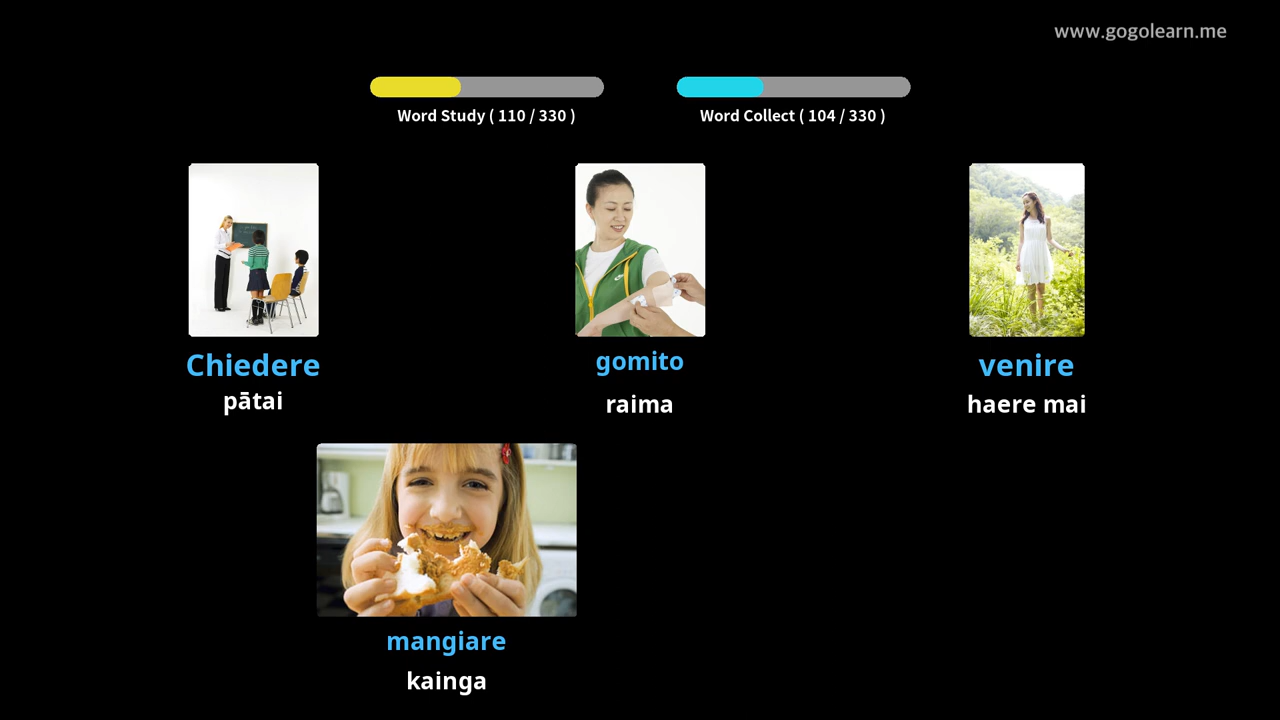 www.gogolearn.me
Word Study ( 110 / 330 )
Word Collect ( 104 / 330 )
Chiedere
pātai
gomito
raima
venire
haere mai
mangiare
kainga